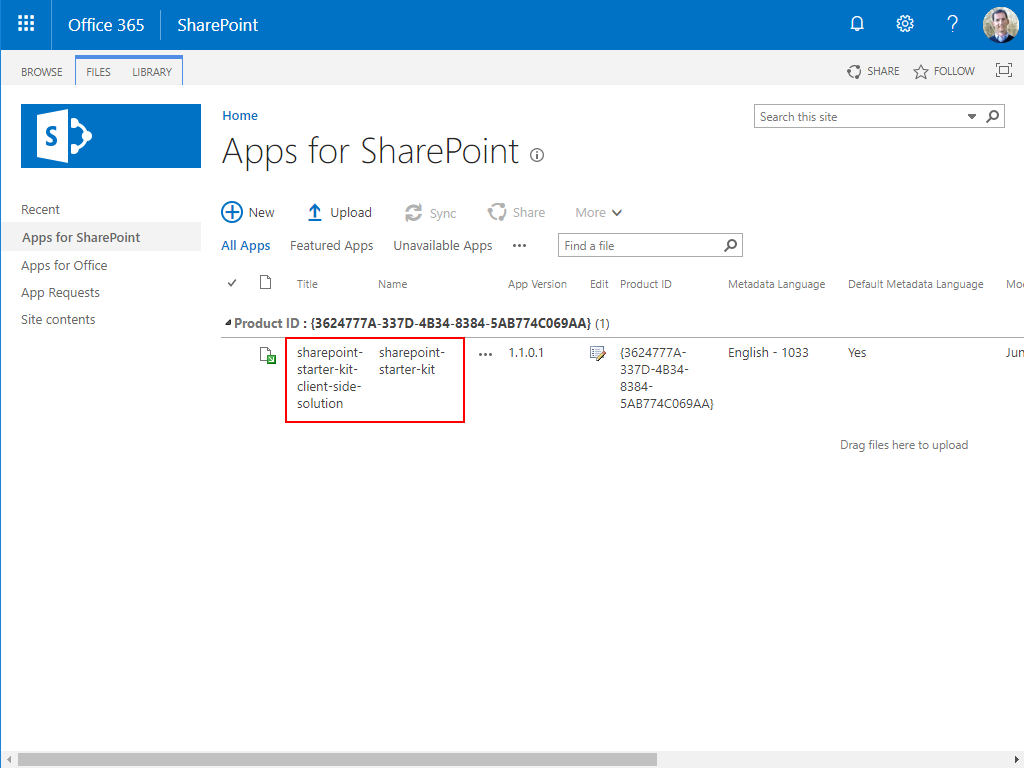 Office 365 SharePoint
BROWSE FILES LIBRARY SHARE FOLLOW
S
Home
Search this site
Apps for SharePoint
Recent
Apps for SharePoint
Apps for Office
App Requests
Site contents
New Upload Sync Share More
All Apps Featured Apps Unavailable Apps ••• Find a file
Title Name App Version Edit Product ID Metadata Language Default Metadata Language Mo
Product ID : {3624777A-337D-4B34-8384-5AB774C069AA} (1)
sharepoint-
starter-kit-
client-side-
solution
sharepoint-
starter-kit
••• 1.1.0.1
{3624777A-
337D-4B34-
8384-
5AB774C069AA}
English - 1033 Yes Jun
Drag files here to upload